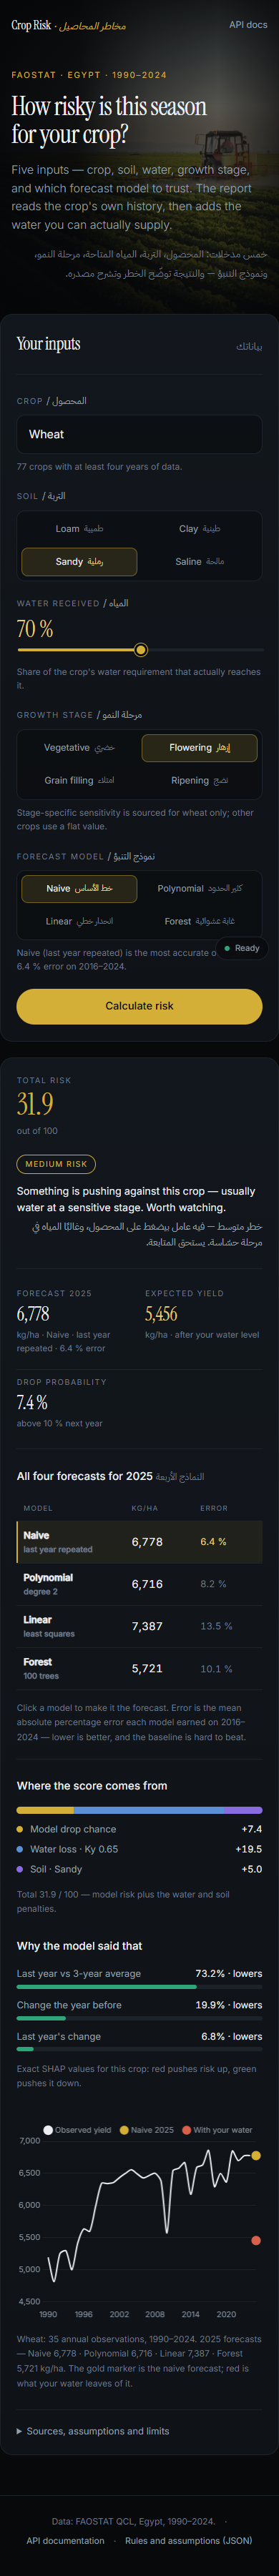 Crop Risk · مخاطر المحاصيل
API docs
FAOSTAT · EGYPT · 1990–2024
How risky is this season
for your crop?
Five inputs — crop, soil, water, growth stage,
and which forecast model to trust. The report
reads the crop's own history, then adds the
water you can actually supply.
خمس مدخلات: المحصول، التربة، المياه المتاحة، مرحلة النمو،
ونموذج التنبؤ — والنتيجة توضّح الخطر وتشرح مصدره.
Your inputs
بياناتك
CROP / المحصول
Wheat
77 crops with at least four years of data.
SOIL / التربة
Loam طميية
Clay طينية
Sandy رملية
Saline مالحة
WATER RECEIVED / المياه
70 %
Share of the crop's water requirement that actually reaches
it.
GROWTH STAGE / مرحلة النمو
Vegetative خضري
Flowering إزهار
Grain filling امتلاء
Ripening نضج
Stage-specific sensitivity is sourced for wheat only; other
crops use a flat value.
FORECAST MODEL / نموذج التنبؤ
Naive خط الأساس
Polynomial كثير الحدود
Linear انحدار خطي
Forest غابة عشوائية
Ready
Naive (last year repeated) is the most accurate
6.4 % error on 2016–2024.
Calculate risk
TOTAL RISK
31.9
out of 100
MEDIUM RISK
Something is pushing against this crop — usually
water at a sensitive stage. Worth watching.
خطر متوسط — فيه عامل بيضغط على المحصول، وغالبًا المياه في
مرحلة حسّاسة. يستحق المتابعة.
FORECAST 2025
6,778
kg/ha · Naive · last year
repeated · 6.4 % error
EXPECTED YIELD
5,456
kg/ha · after your water level
DROP PROBABILITY
7.4 %
above 10 % next year
All four forecasts for 2025 النماذج الأربعة
MODEL KG/HA ERROR
Naive 6,778 6.4 %
last year repeated
Polynomial 6,716 8.2 %
degree 2
Linear 7,387 13.5 %
least squares
Forest 5,721 10.1 %
100 trees
Click a model to make it the forecast. Error is the mean
absolute percentage error each model earned on 2016–
2024 — lower is better, and the baseline is hard to beat.
Where the score comes from
Model drop chance +7.4
Water loss · Ky 0.65 +19.5
Soil · Sandy +5.0
Total 31.9 / 100 — model risk plus the water and soil
penalties.
Why the model said that
Last year vs 3-year average 73.2% · lowers
Change the year before 19.9% · lowers
Last year's change 6.8% · lowers
Exact SHAP values for this crop: red pushes risk up, green
pushes it down.
Observed yield Naive 2025 With your water
7,000
6,500
6,000
5,500
5,000
4,500
1990 1996 2002 2008 2014 2020
Wheat: 35 annual observations, 1990–2024. 2025 forecasts
— Naive 6,778 · Polynomial 6,716 · Linear 7,387 · Forest
5,721 kg/ha. The gold marker is the naive forecast; red is
what your water leaves of it.
Sources, assumptions and limits
Data: FAOSTAT QCL, Egypt, 1990–2024. ·
API documentation · Rules and assumptions (JSON)